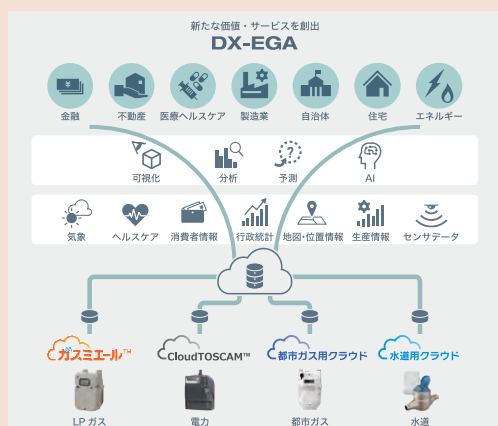 新たな価値・サービスを創出
DX-EGA
金融 不動産 医療ヘルスケア 製造業 自治体 住宅 エネルギー
可視化 分析 予測 AI
気象 ヘルスケア 消費者情報 行政統計 地図・位置情報 生産情報 センサデータ
ガスミエール™ CloudTOSCAM™ 都市ガス用クラウド 水道用クラウド
LP ガス 電力 都市ガス 水道